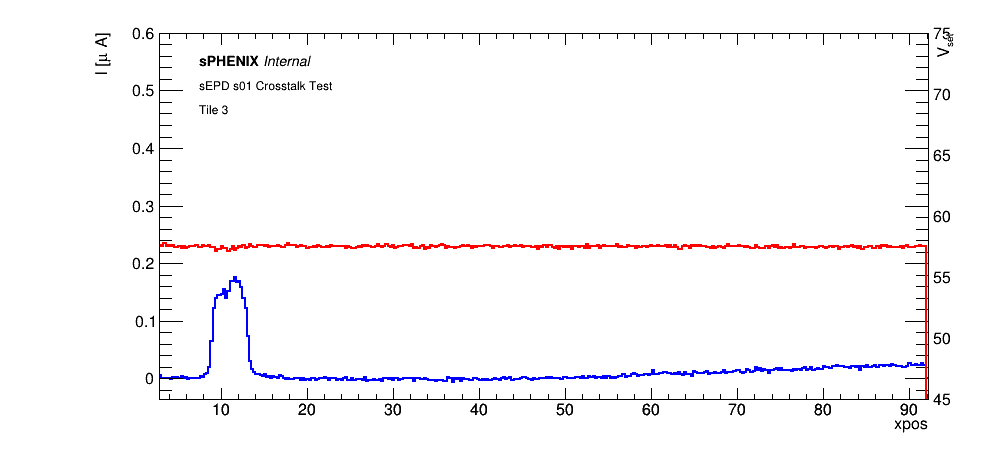 I [μ A]
0.6
0.5
0.4
0.3
0.2
0.1
0
sPHENIX Internal
sEPD s01 Crosstalk Test
Tile 3
75
70
65
60
55
50
45
V set
10 20 30 40 50 60 70 80 90
xpos